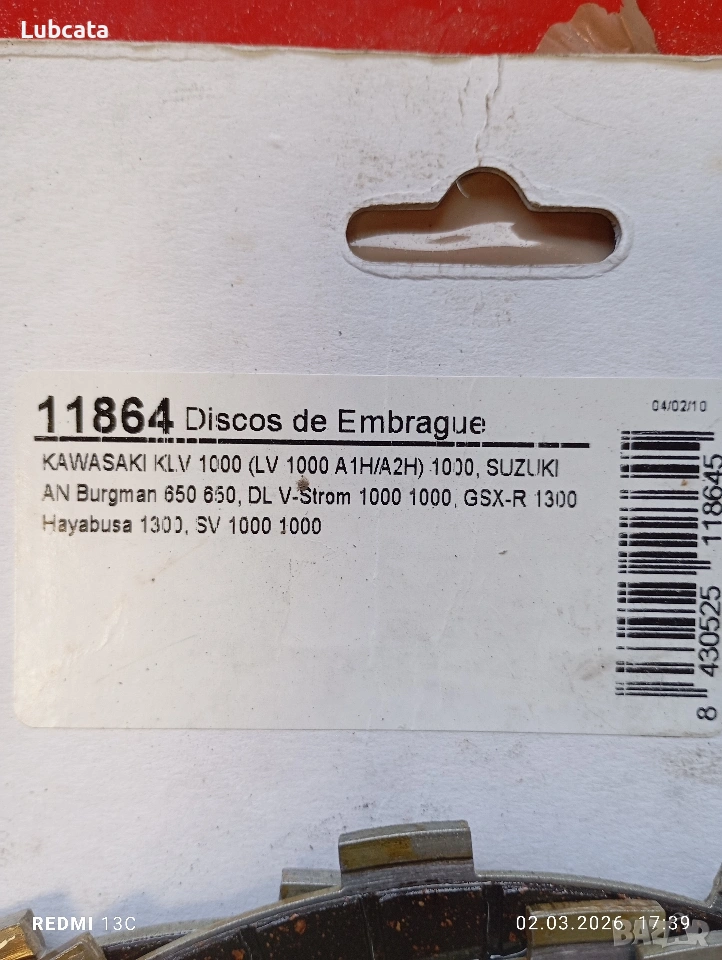 Lubcata
11864 Discos de Embrague
04/02/10
KAWASAKI KLV 1000 (LV 1000 A1H/A2H) 1000, SUZUKI
AN Burgman 650 650, DL V-Strom 1000 1000, GSX-R 1300
Hayabusa 1300, SV 1000 1000
8 430525 118645
REDMI 13C
02.03.2026 17:39
BAZAR